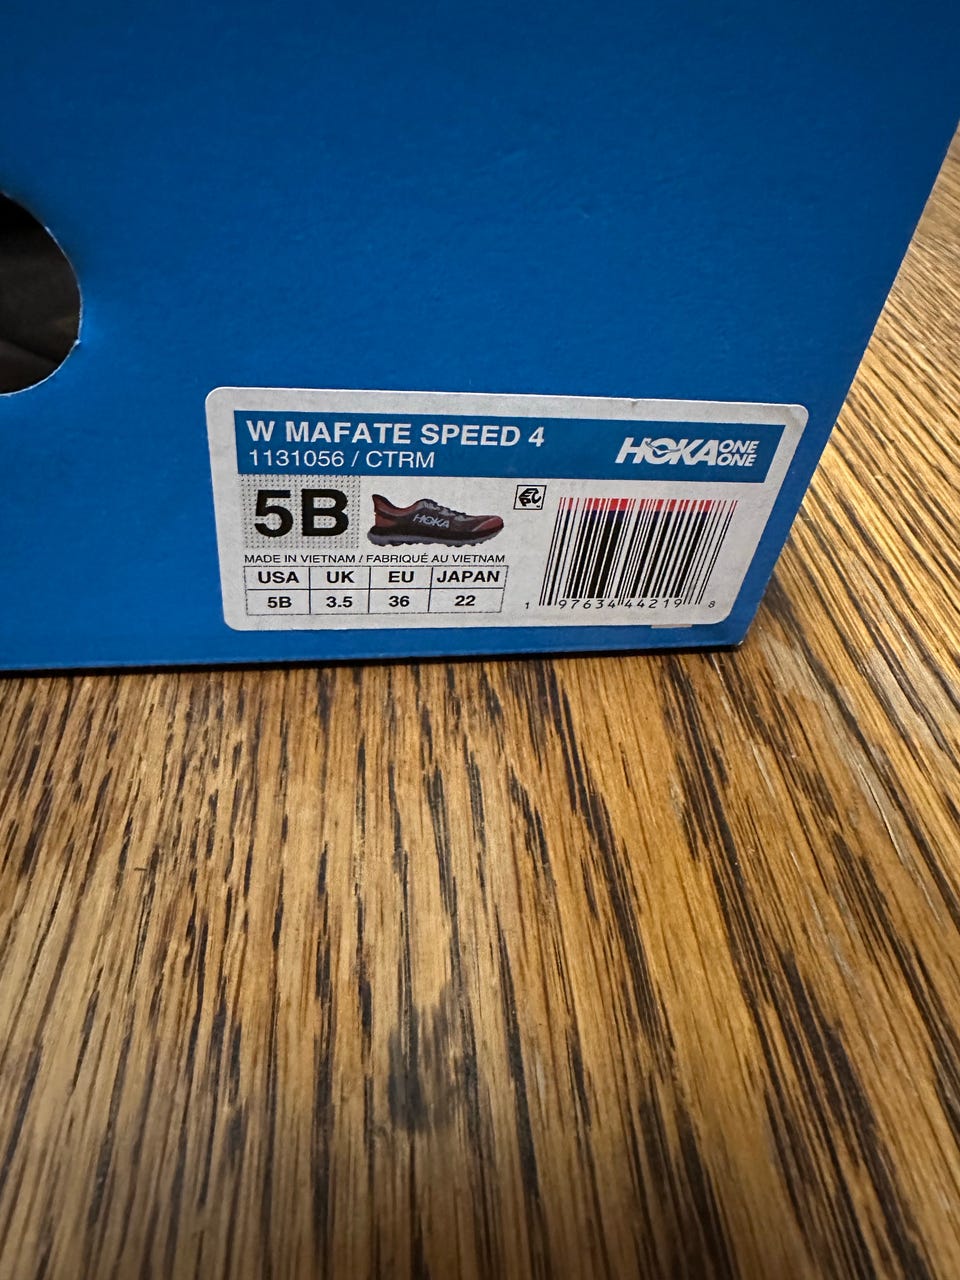 W MAFATE SPEED 4
1131056 / CTRM
HOKA ONE ONE
5B
HOKA
MADE IN VIETNAM / FABRIQUÉ AU VIETNAM
USA UK EU JAPAN
5B 3.5 36 22
1 97634 44219 8